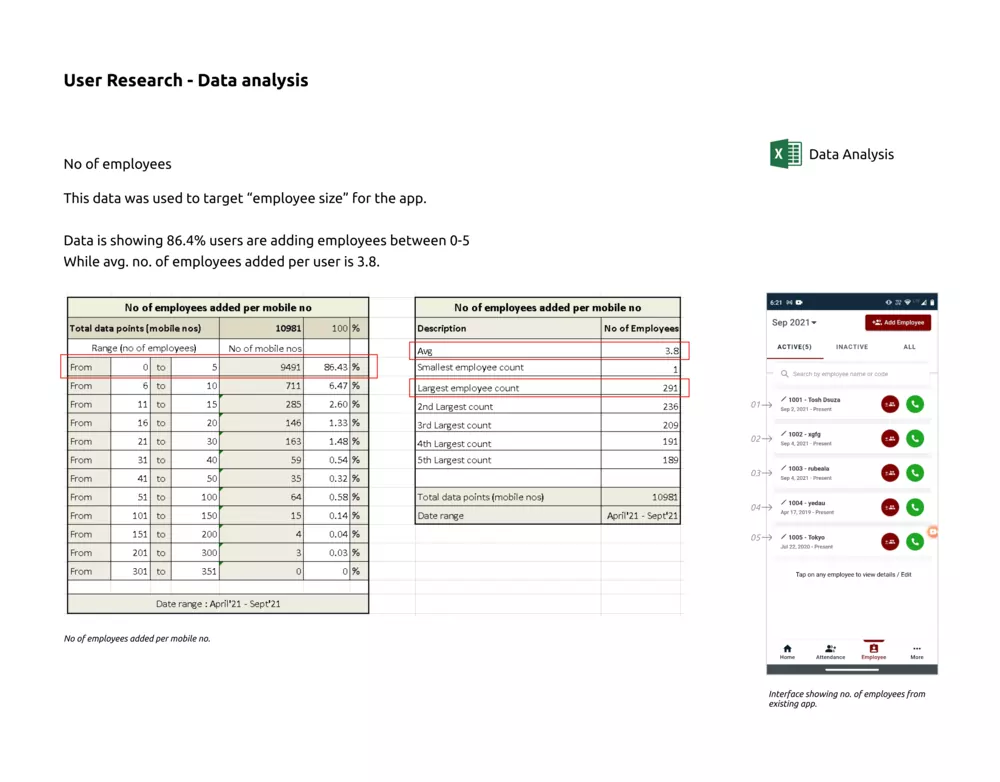 User Research - Data analysis
No of employees
Data Analysis
This data was used to target “employee size” for the app.
Data is showing 86.4% users are adding employees between 0-5
While avg. no. of employees added per user is 3.8.
No of employees added per mobile no
Total data points (mobile nos) 10981 100 %
Range (no of employees) No of mobile nos
From 0 to 5 9491 86.43 %
From 6 to 10 711 6.47 %
From 11 to 15 285 2.60 %
From 16 to 20 146 1.33 %
From 21 to 30 163 1.48 %
From 31 to 40 59 0.54 %
From 41 to 50 35 0.32 %
From 51 to 100 64 0.58 %
From 101 to 150 15 0.14 %
From 151 to 200 4 0.04 %
From 201 to 300 3 0.03 %
From 301 to 351 0 0 %
Date range : April'21 - Sept'21
No of employees added per mobile no.
No of employees added per mobile no
Description No of Employees
Avg 3.8
Smallest employee count 1
Largest employee count 291
2nd Largest count 236
3rd Largest count 209
4th Largest count 191
5th Largest count 189
Total data points (mobile nos) 10981
Date range April'21 - Sept'21
6:21
Sep 2021 Add Employee
ACTIVE(5) INACTIVE ALL
Search by employee name or code
01 1001 - Tosh Dsuza
Sep 2, 2021 - Present
02 1002 - xgfg
Sep 4, 2021 - Present
03 1003 - rubeala
Sep 4, 2021 - Present
04 1004 - yedau
Apr 17, 2019 - Present
05 1005 - Tokyo
Jul 22, 2020 - Present
Tap on any employee to view details / Edit
Home Attendance Employee More
Interface showing no. of employees from
existing app.